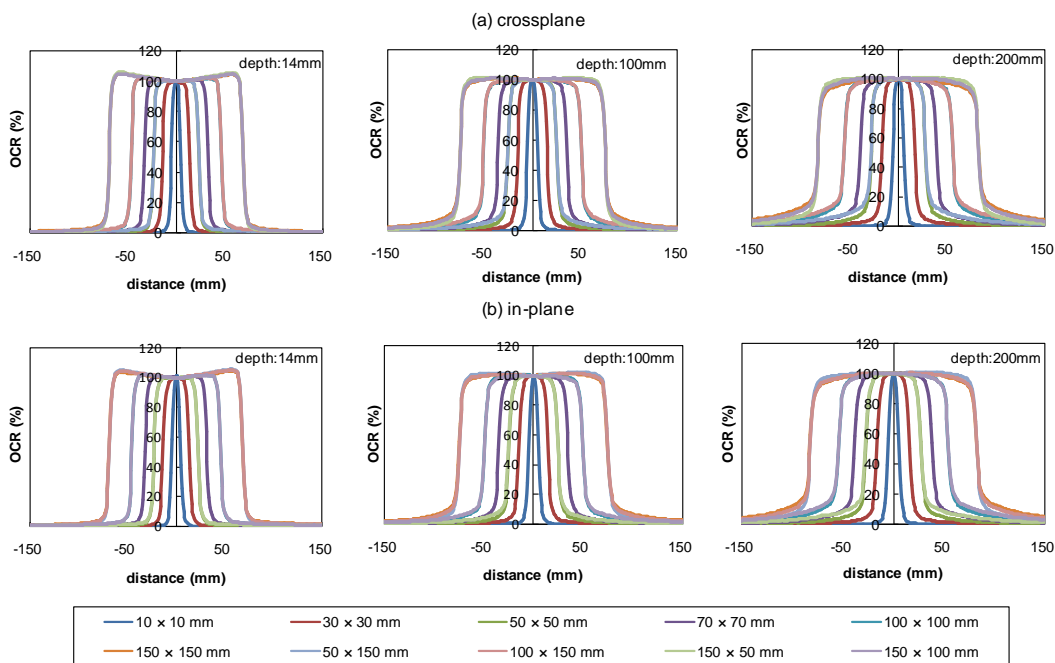 (a) crossplane
depth:14mm
120
100
80
60
40
20
0
OCR (%)
-150 -50 50 150
distance (mm)
depth:100mm
120
100
80
60
40
20
0
OCR (%)
-150 -50 50 150
distance (mm)
depth:200mm
120
100
80
60
40
20
0
OCR (%)
-150 -50 50 150
distance (mm)
(b) in-plane
depth:14mm
120
100
80
60
40
20
0
OCR (%)
-150 -50 50 150
distance (mm)
depth:100mm
120
100
80
60
40
20
0
OCR (%)
-150 -50 50 150
distance (mm)
depth:200mm
120
100
80
60
40
20
0
OCR (%)
-150 -50 50 150
distance (mm)
10 × 10 mm 30 × 30 mm 50 × 50 mm 70 × 70 mm 100 × 100 mm
150 × 150 mm 50 × 150 mm 100 × 150 mm 150 × 50 mm 150 × 100 mm